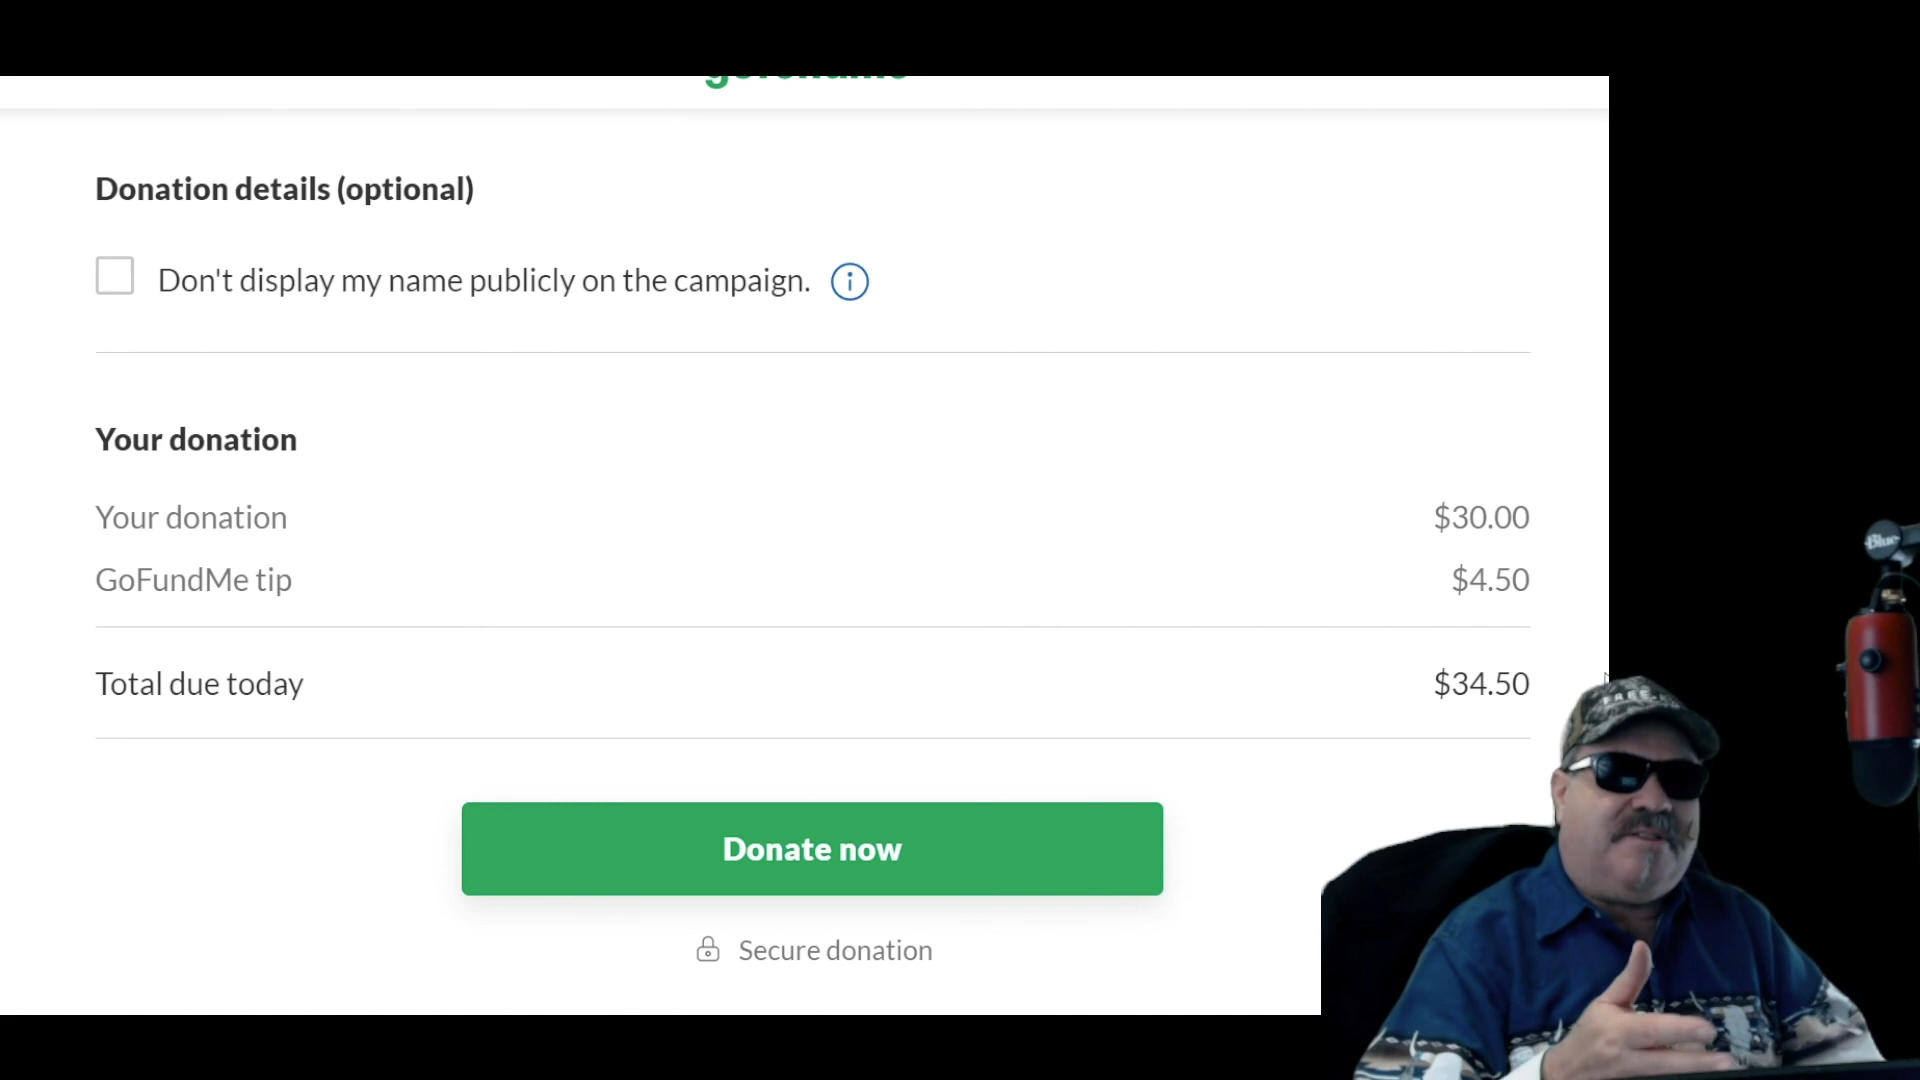 Donation details (optional)
Don't display my name publicly on the campaign.
Your donation
Your donation $30.00
GoFundMe tip $4.50
Total due today $34.50
Donate now
Secure donation
Blue